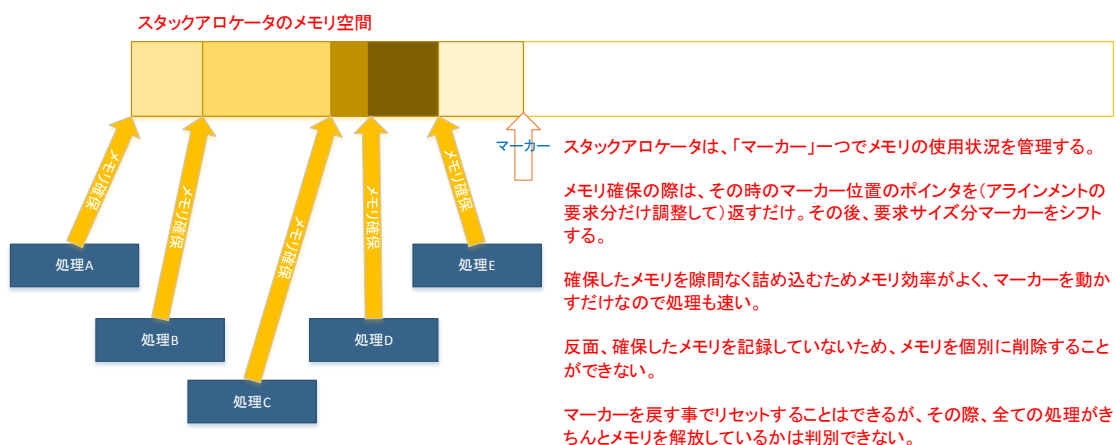 スタックアロケータのメモリ空間
メモリ確保
メモリ確保
メモリ確保
メモリ確保
メモリ確保
マーカー
処理A
処理B
処理C
処理D
処理E
スタックアロケータは、「マーカー」一つでメモリの使用状況を管理する。
メモリ確保の際は、その時のマーカー位置のポインタを（アラインメントの
要求分だけ調整して）返すだけ。その後、要求サイズ分マーカーをシフト
する。
確保したメモリを隙間なく詰め込むためメモリ効率がよく、マーカーを動か
すだけなので処理も速い。
反面、確保したメモリを記録していないため、メモリを個別に削除すること
ができない。
マーカーを戻す事でリセットすることはできるが、その際、全ての処理がき
ちんとメモリを解放しているかは判別できない。